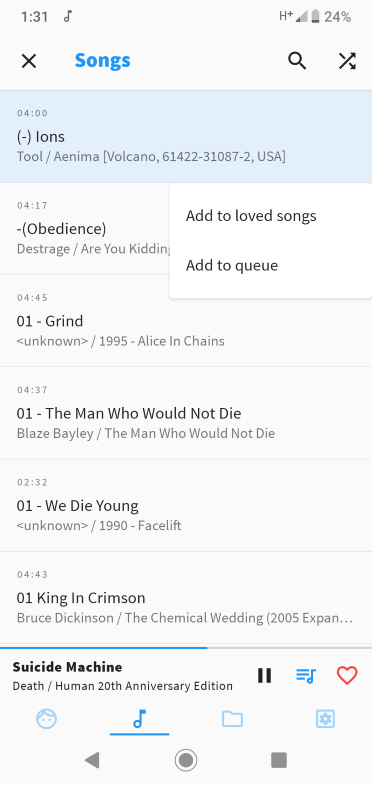 1:31 H+ 24%
Songs
04:00
(-) Ions
Tool / Aenima [Volcano, 61422-31087-2, USA]
04:17
-(Obedience)
Destrage / Are You Kidding
Add to loved songs
Add to queue
04:45
01 - Grind
<unknown> / 1995 - Alice In Chains
04:37
01 - The Man Who Would Not Die
Blaze Bayley / The Man Who Would Not Die
02:32
01 - We Die Young
<unknown> / 1990 - Facelift
04:43
01 King In Crimson
Bruce Dickinson / The Chemical Wedding (2005 Expan…
Suicide Machine
Death / Human 20th Anniversary Edition